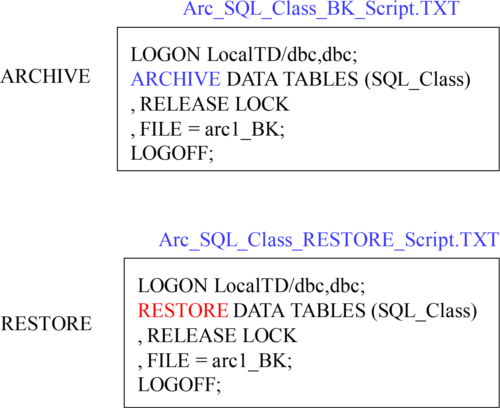 Arc_SQL_Class_BK_Script.TXT
ARCHIVE
LOGON LocalTD/dbc,dbc;
ARCHIVE DATA TABLES (SQL_Class)
, RELEASE LOCK
, FILE = arc1_BK;
LOGOFF;
Arc_SQL_Class_RESTORE_Script.TXT
RESTORE
LOGON LocalTD/dbc,dbc;
RESTORE DATA TABLES (SQL_Class)
, RELEASE LOCK
, FILE = arc1_BK;
LOGOFF;